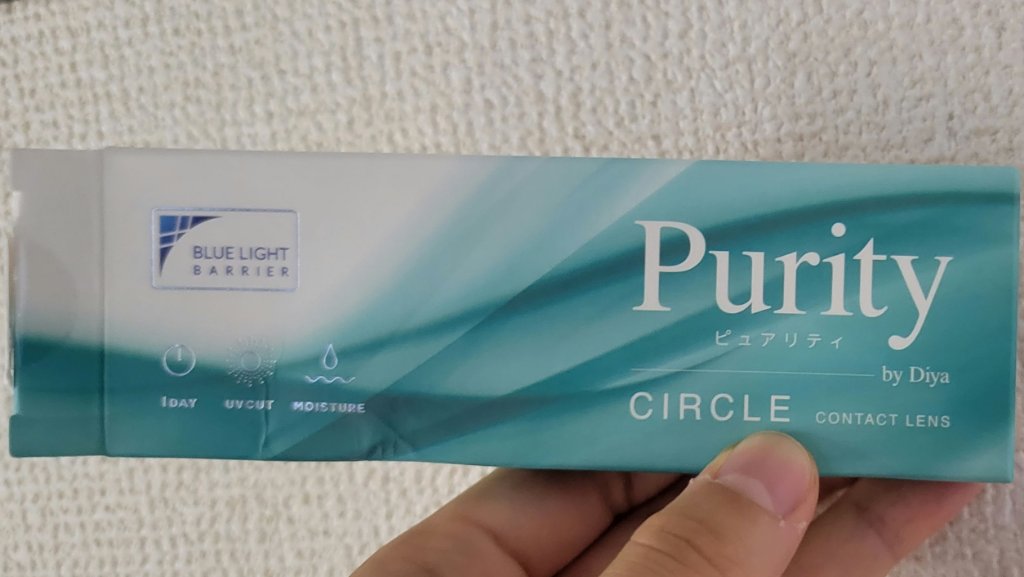 BLUE LIGHT
BARRIER
1DAY
UVCUT
MOISTURE
Purity
ピュアリティ
by Diya
CIRCLE CONTACT LENS